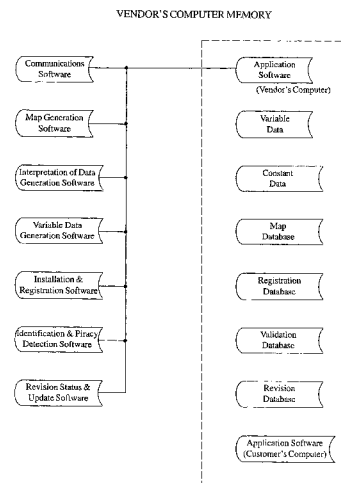 VENDOR'S COMPUTER MEMORY
Communications
Software
Map Generation
Software
Interpretation of Data
Generation Software
Variable Data
Generation Software
Installation &
Registration Software
Identification & Piracy
Detection Software
Revision Status &
Update Software
Application
Software
(Vendor's Computer)
Variable
Data
Constant
Data
Map
Database
Registration
Database
Validation
Database
Revision
Database
Application Software
(Customer's Computer)